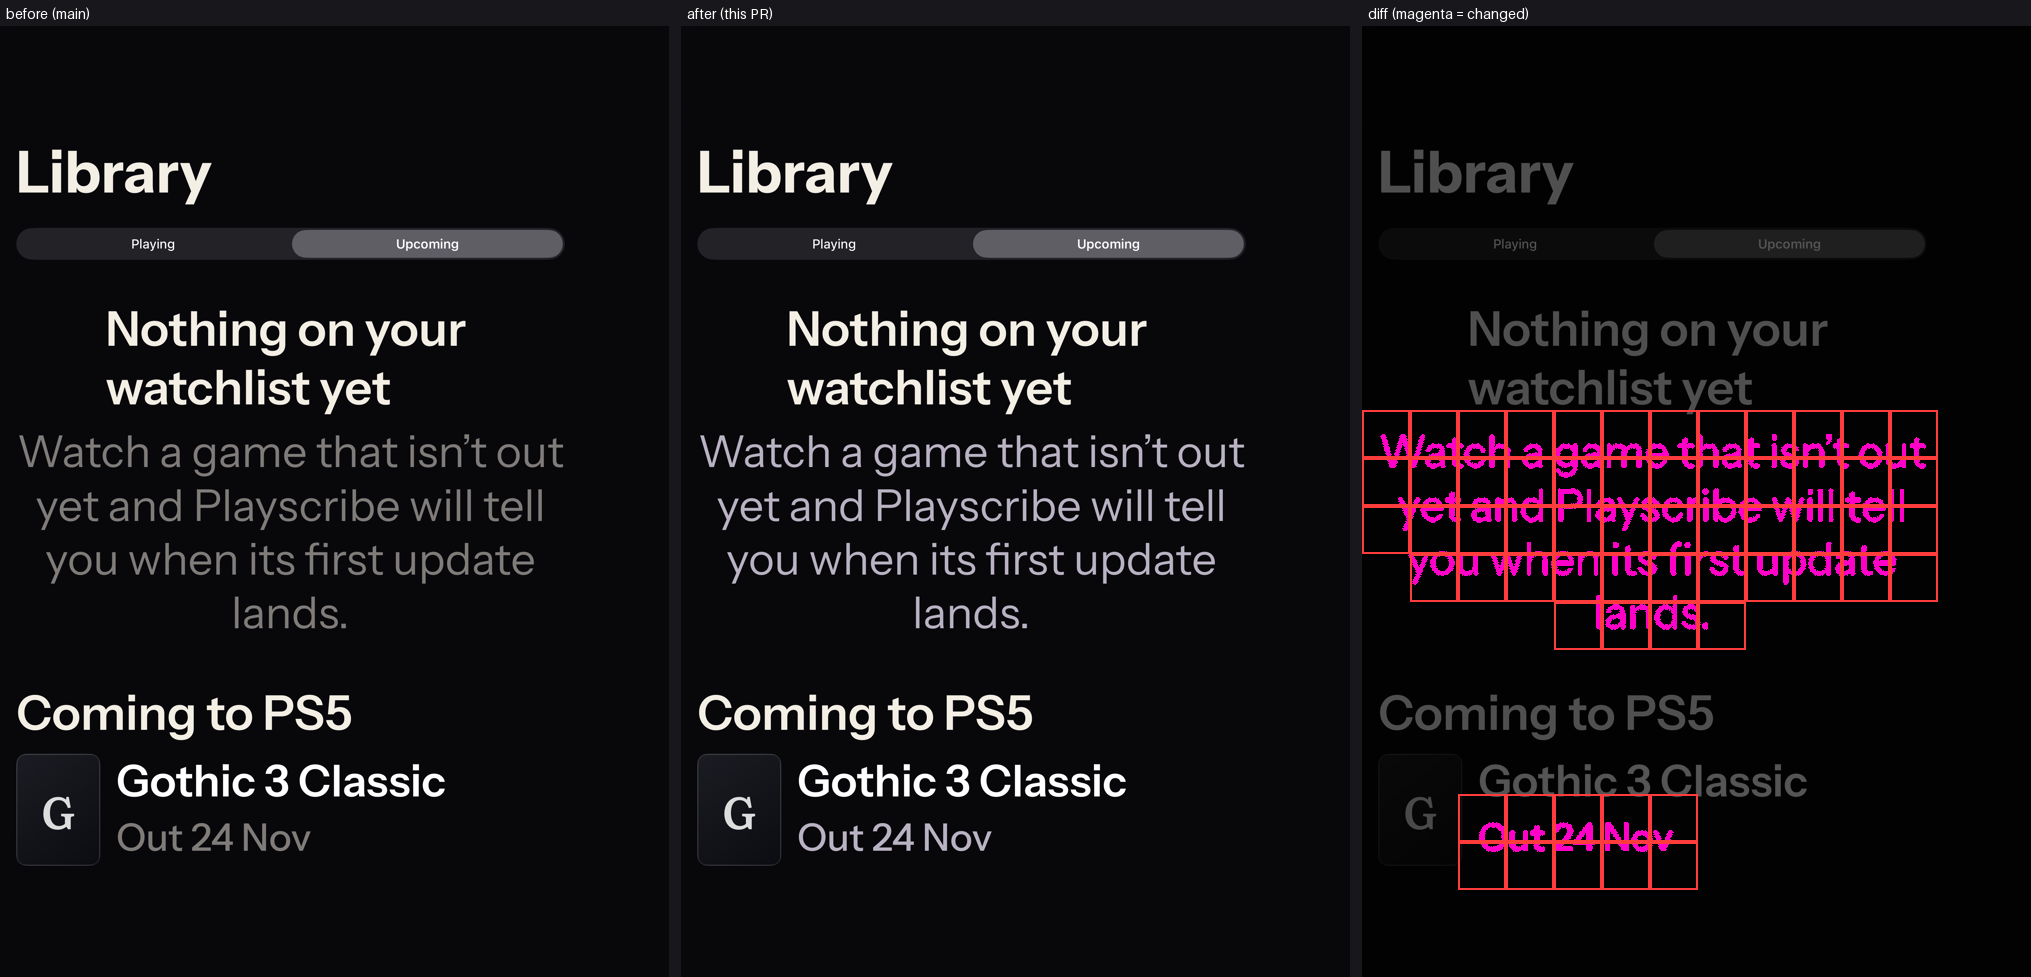 before (main)
Library
Playing
Upcoming
Nothing on your
watchlist yet
Watch a game that isn't out
yet and Playscribe will tell
you when its first update
lands.
Coming to PS5
G
Gothic 3 Classic
Out 24 Nov
after (this PR)
Library
Playing
Upcoming
Nothing on your
watchlist yet
Watch a game that isn't out
yet and Playscribe will tell
you when its first update
lands.
Coming to PS5
G
Gothic 3 Classic
Out 24 Nov
diff (magenta = changed)
Library
Playing
Upcoming
Nothing on your
watchlist yet
Watch a game that isn't out
yet and Playscribe will tell
you when its first update
lands.
Coming to PS5
G
Gothic 3 Classic
Out 24 Nov